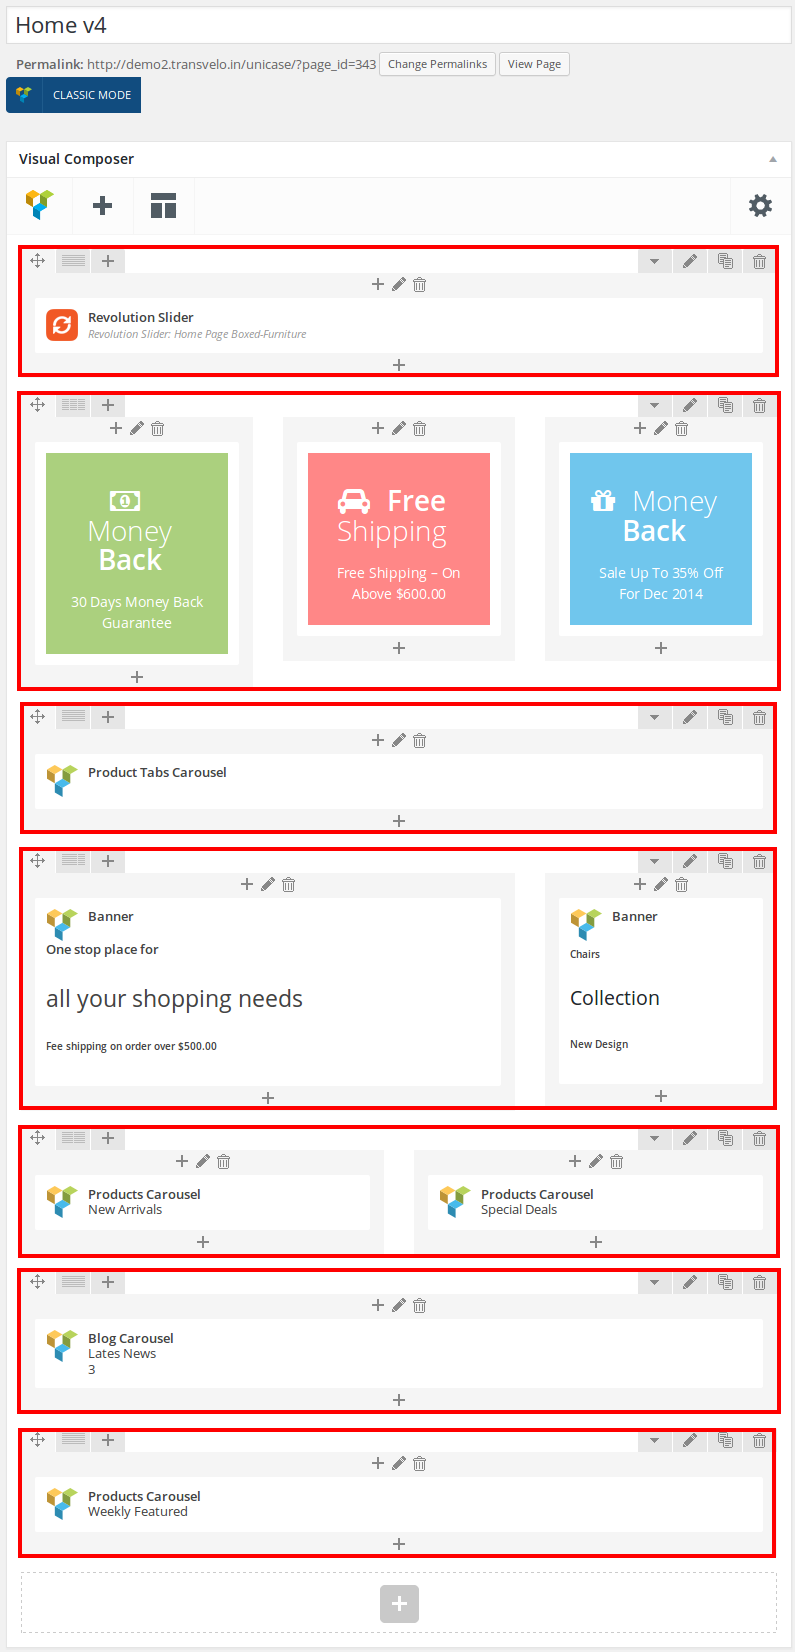 Home v4
Permalink: http://demo2.transvelo.in/unicase/?page_id=343 Change Permalinks View Page
CLASSIC MODE
Visual Composer
Revolution Slider
Revolution Slider: Home Page Boxed-Furniture
Money
Back
30 Days Money Back
Guarantee
Free
Shipping
Free Shipping – On
Above $600.00
Money
Back
Sale Up To 35% Off
For Dec 2014
Product Tabs Carousel
Banner
One stop place for
all your shopping needs
Fee shipping on order over $500.00
Banner
Chairs
Collection
New Design
Products Carousel
New Arrivals
Products Carousel
Special Deals
Blog Carousel
Lates News
3
Products Carousel
Weekly Featured